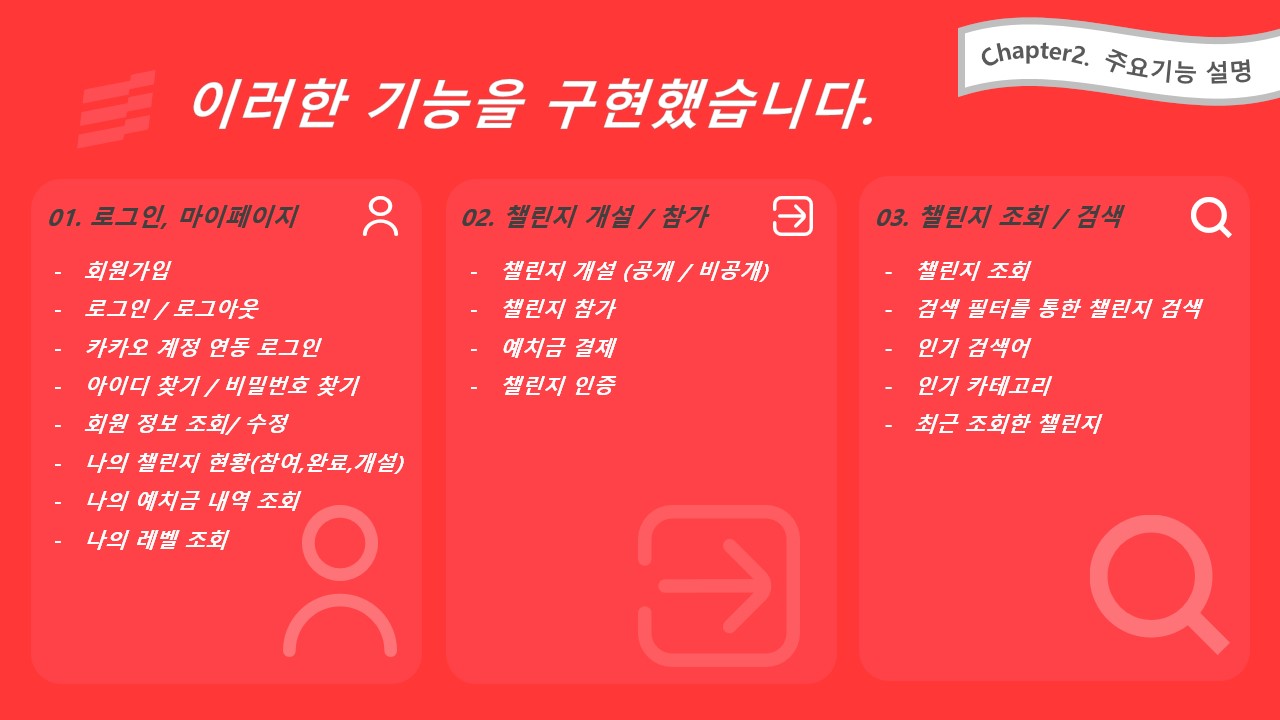 Chapter2. 주요기능 설명
이러한 기능을 구현했습니다.
01. 로그인, 마이페이지
- 회원가입
- 로그인 / 로그아웃
- 카카오 계정 연동 로그인
- 아이디 찾기 / 비밀번호 찾기
- 회원 정보 조회/ 수정
- 나의 챌린지 현황(참여,완료,개설)
- 나의 예치금 내역 조회
- 나의 레벨 조회
02. 챌린지 개설 / 참가
- 챌린지 개설 (공개 / 비공개)
- 챌린지 참가
- 예치금 결제
- 챌린지 인증
03. 챌린지 조회 / 검색
- 챌린지 조회
- 검색 필터를 통한 챌린지 검색
- 인기 검색어
- 인기 카테고리
- 최근 조회한 챌린지